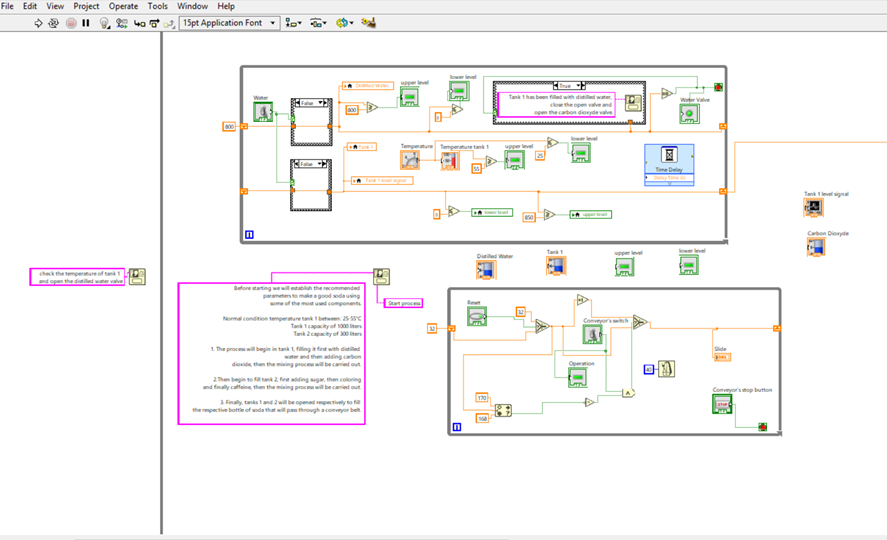 File Edit View Project Operate Tools Window Help
15pt Application Font
Water
False
Distilled Water
800
upper level
lower level
0
True
Tank 1 has been filled with distilled water,
close the open valve and
open the carbon dioxide valve
Water Valve
800
False
Tank 1
Tank 1 level signal
Temperature
Temperature tank 1
55
upper level
25
lower level
Time Delay
Delay Time (s)
0
lower level
850
upper level
i
Tank 1 level signal
Carbon Dioxyde
check the temperature of tank 1
and open the distilled water valve
Distilled Water
Tank 1
upper level
lower level
Before starting we will establish the recommended
parameters to make a good soda using
some of the most used components.
Normal condition temperature tank 1 between: 25-55°C
Tank 1 capacity of 1000 liters
Tank 2 capacity of 300 liters
1. The process will begin in tank 1, filling it first with distilled
water and then adding carbon
dioxide, then the mixing process will be carried out.
2.Then begin to fill tank 2, first adding sugar, then coloring
and finally caffeine, then the mixing process will be carried out.
3. Finally, tanks 1 and 2 will be opened respectively to fill
the respective bottle of soda that will pass through a conveyor belt.
Start process
32
Reset
32
Conveyor's switch
Operation
170
160
Slide
Conveyor's stop button
STOP
i